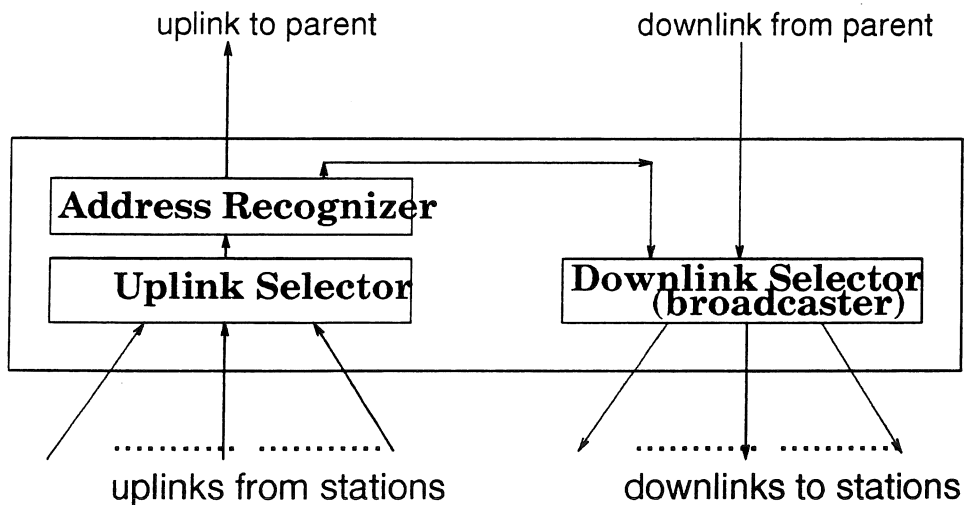 uplink to parent
downlink from parent
Address Recognizer
Uplink Selector
Downlink Selector
(broadcaster)
uplinks from stations
downlinks to stations